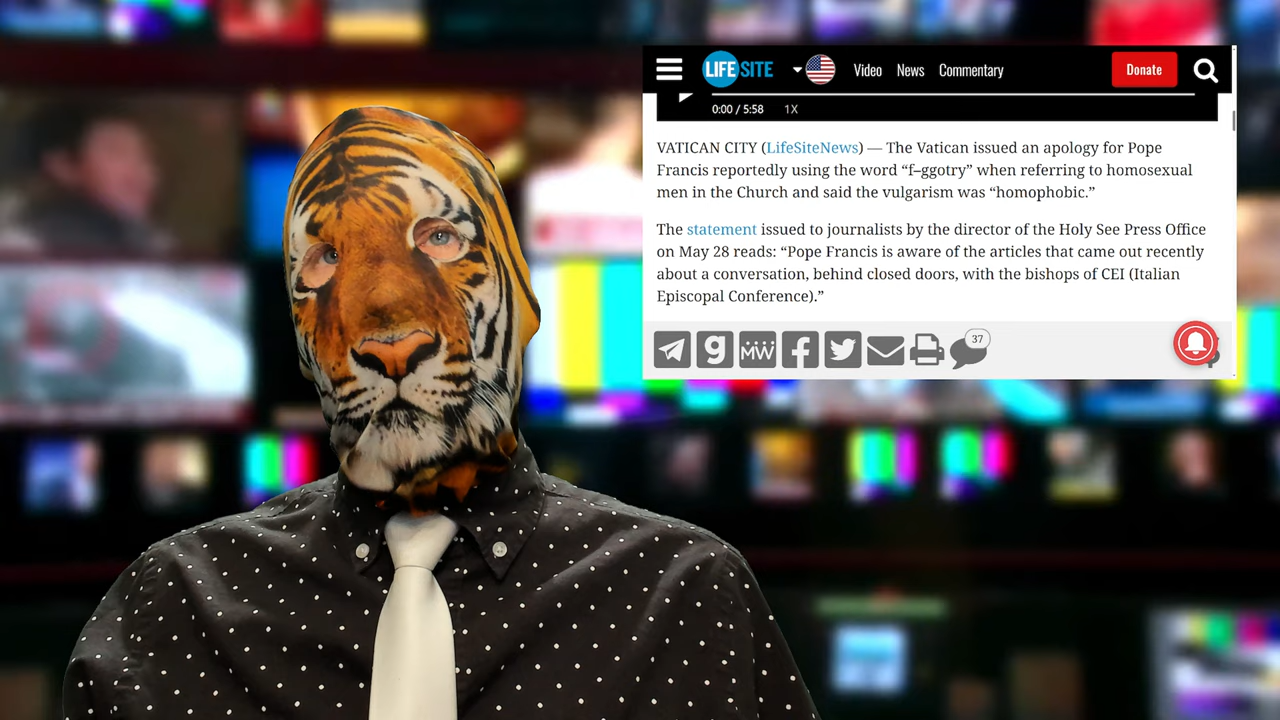 LIFE SITE
Video News Commentary
Donate
0:00 / 5:58 1X
VATICAN CITY (LifeSiteNews) — The Vatican issued an apology for Pope
Francis reportedly using the word “f–ggotry” when referring to homosexual
men in the Church and said the vulgarism was “homophobic.”
The statement issued to journalists by the director of the Holy See Press Office
on May 28 reads: “Pope Francis is aware of the articles that came out recently
about a conversation, behind closed doors, with the bishops of CEI (Italian
Episcopal Conference).”
g MW f 37